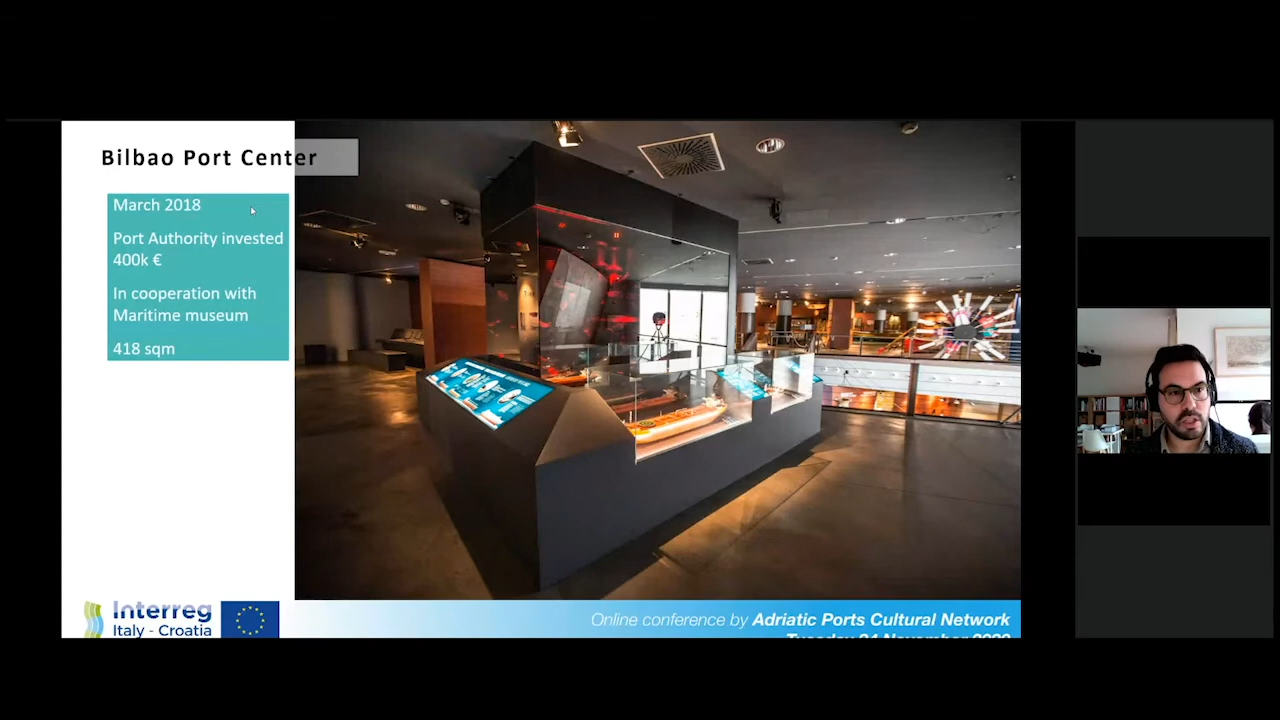 Bilbao Port Center
March 2018
Port Authority invested
400k €
In cooperation with
Maritime museum
418 sqm
Interreg
Italy - Croatia
Online conference by Adriatic Ports Cultural Network